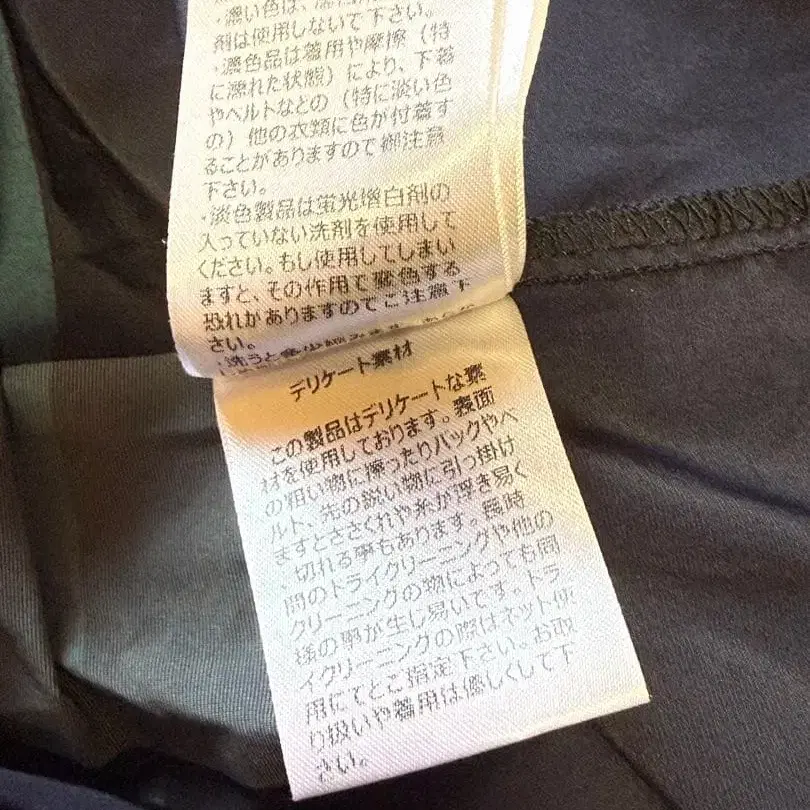 ・濃い色は、
剤は使用しないで下さい。
・濃色品は着用や摩擦（特
に濡れた状態）により、下着
やベルトなどの（特に淡い色
の）他の衣類に色が付着す
ることがありますので御注意
下さい。
・淡色製品は蛍光増白剤の
入っていない洗剤を使用して
ください。もし使用してしまい
ますと、その作用で変色する
恐れがありますのでご注意下
さい。
・洗うと多少縮みます
デリケート素材
この製品はデリケートな素
材を使用しております。表面
の粗い物に擦ったりバックやベ
ルト、先の鋭い物に引っ掛け
ますとささくれや糸が浮き易く
、切れる事もあります。長時
間のドライクリーニングや他の
クリーニングの物によっても同
様の事が生じ易いです。ドラ
イクリーニングの際はネット使
用にてとご指定下さい。お取
り扱いや着用は優しくして下
さい。